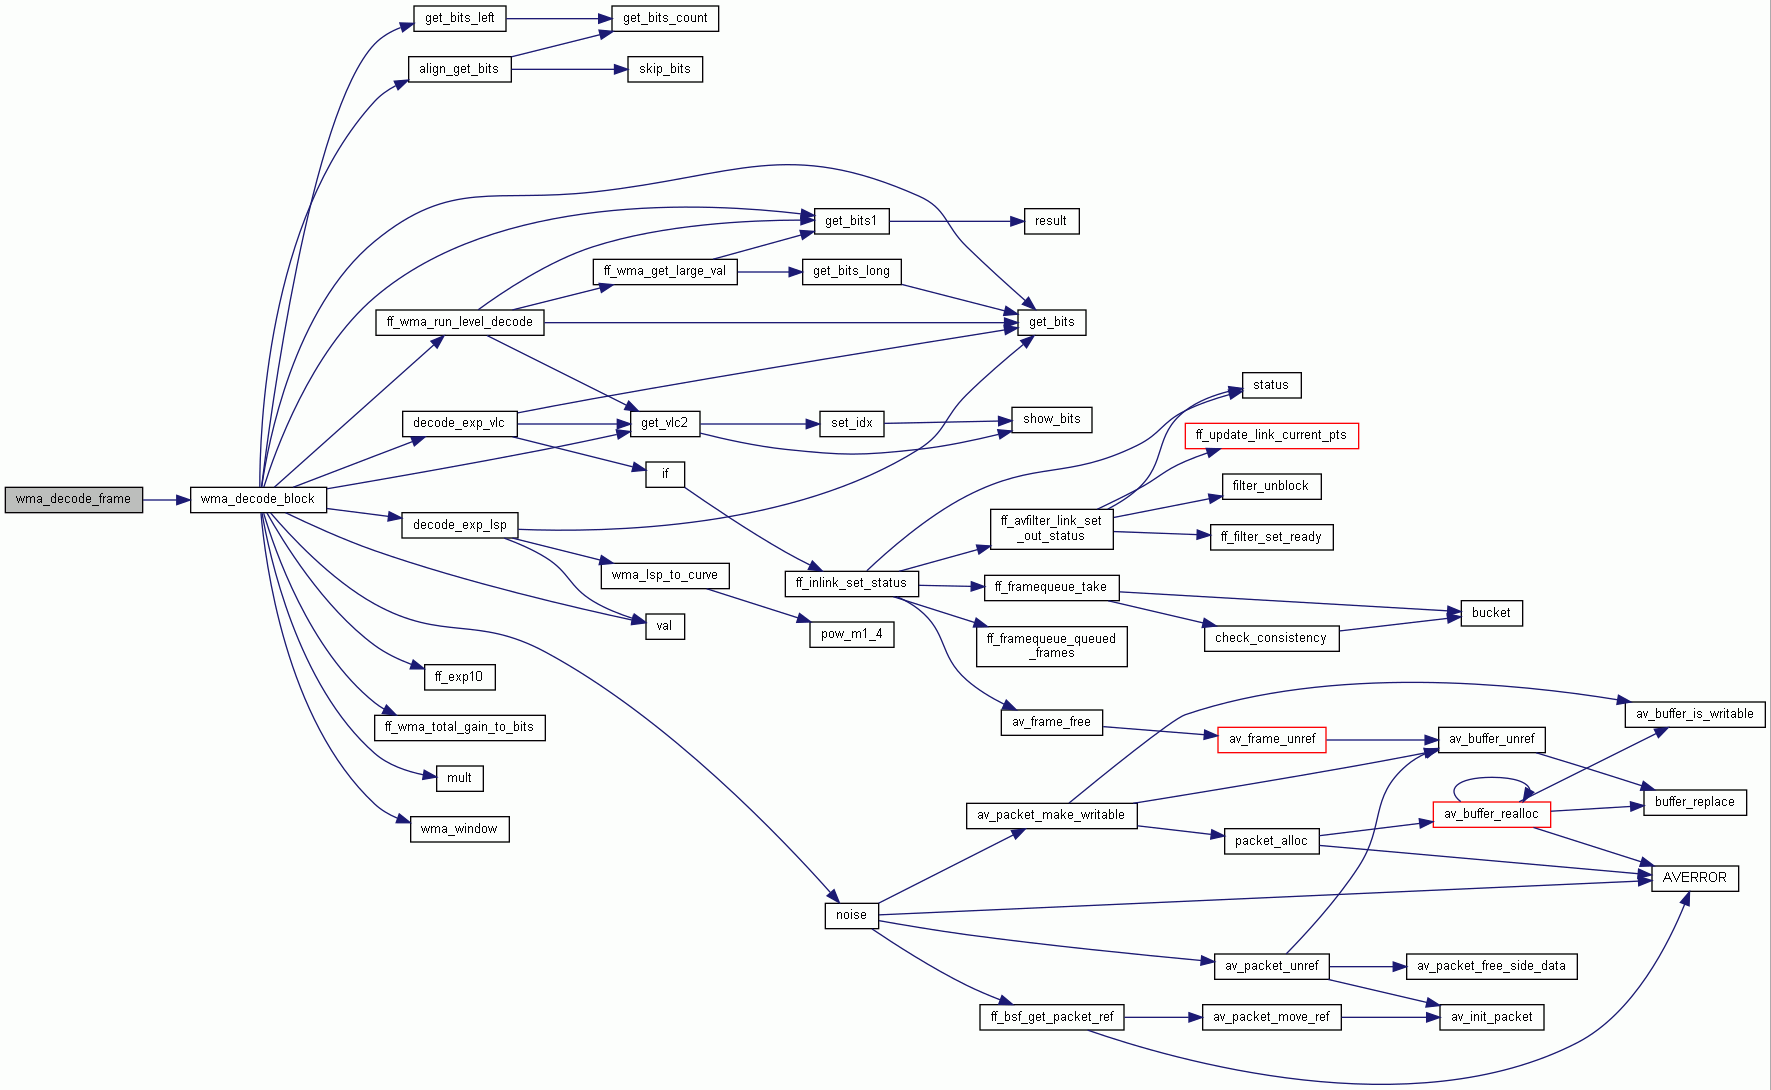 get_bits_left
get_bits_count
align_get_bits
skip_bits
get_bits1
result
ff_wma_get_large_val
get_bits_long
ff_wma_run_level_decode
get_bits
status
decode_exp_vlc
get_vlc2
set_idx
show_bits
ff_update_link_current_pts
if
filter_unblock
wma_decode_frame
wma_decode_block
decode_exp_lsp
ff_avfilter_link_set
_out_status
ff_filter_set_ready
wma_lsp_to_curve
ff_inlink_set_status
ff_framequeue_take
bucket
val
pow_m1_4
ff_framequeue_queued
_frames
check_consistency
ff_exp10
ff_wma_total_gain_to_bits
av_frame_free
av_frame_unref
av_buffer_unref
av_buffer_is_writable
mult
wma_window
av_packet_make_writable
packet_alloc
av_buffer_realloc
buffer_replace
AVERROR
noise
av_packet_unref
av_packet_free_side_data
ff_bsf_get_packet_ref
av_packet_move_ref
av_init_packet